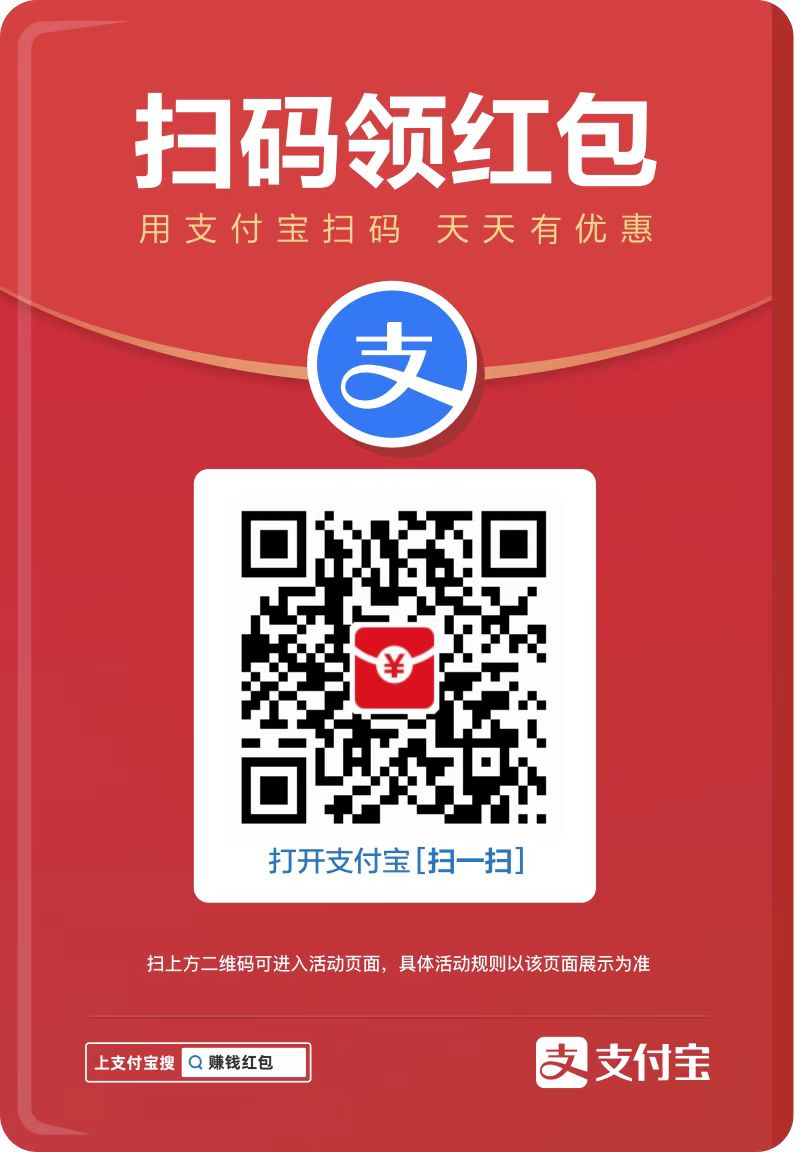 扫码领红包
用支付宝扫码 天天有优惠
支
¥
打开支付宝[扫一扫]
扫上方二维码可进入活动页面，具体活动规则以该页面展示为准
上支付宝搜 赚钱红包
支 支付宝